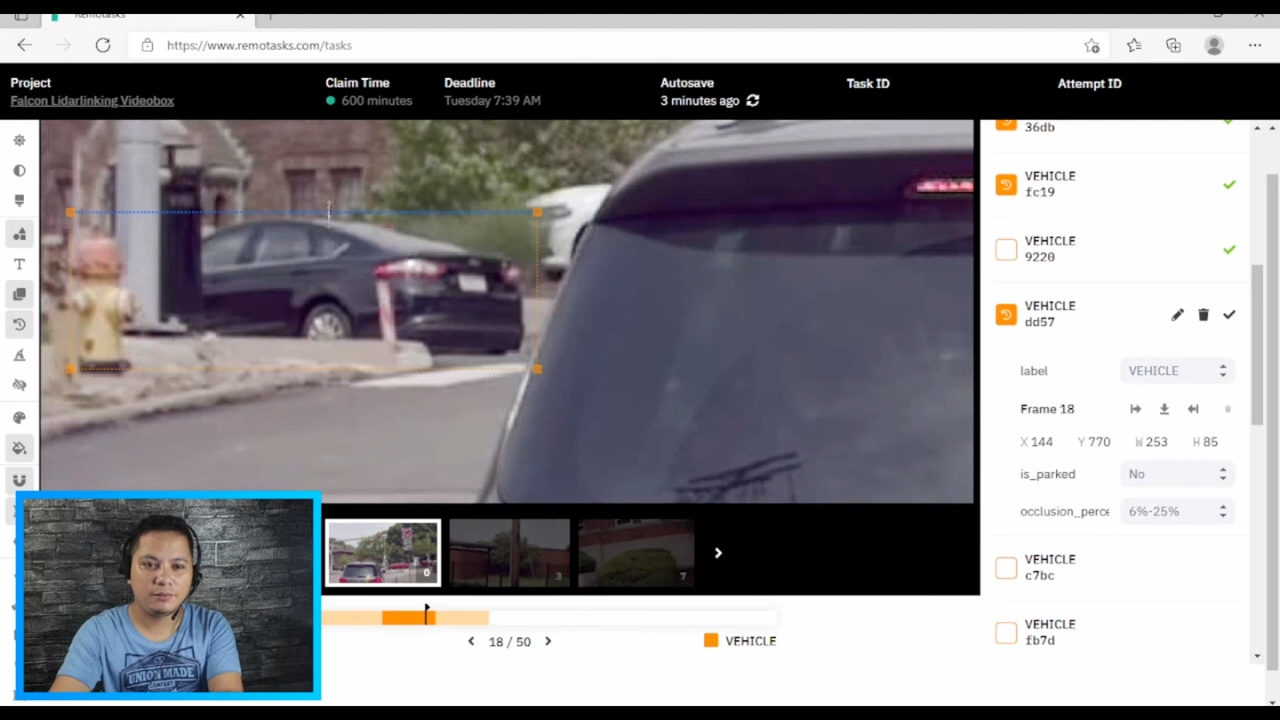 Remotasks
https://www.remotasks.com/tasks
Project
Claim Time
Deadline
Autosave
Task ID
Attempt ID
Falcon Lidarlinking Videobox
600 minutes
Tuesday 7:39 AM
3 minutes ago
36db
VEHICLE
fc19
VEHICLE
9220
VEHICLE
dd57
label
VEHICLE
Frame 18
X 144 Y 770 W 253 H 85
is_parked
No
occlusion_perce
6%-25%
VEHICLE
c7bc
VEHICLE
fb7d
0
3
7
18 / 50
VEHICLE
UNION MADE